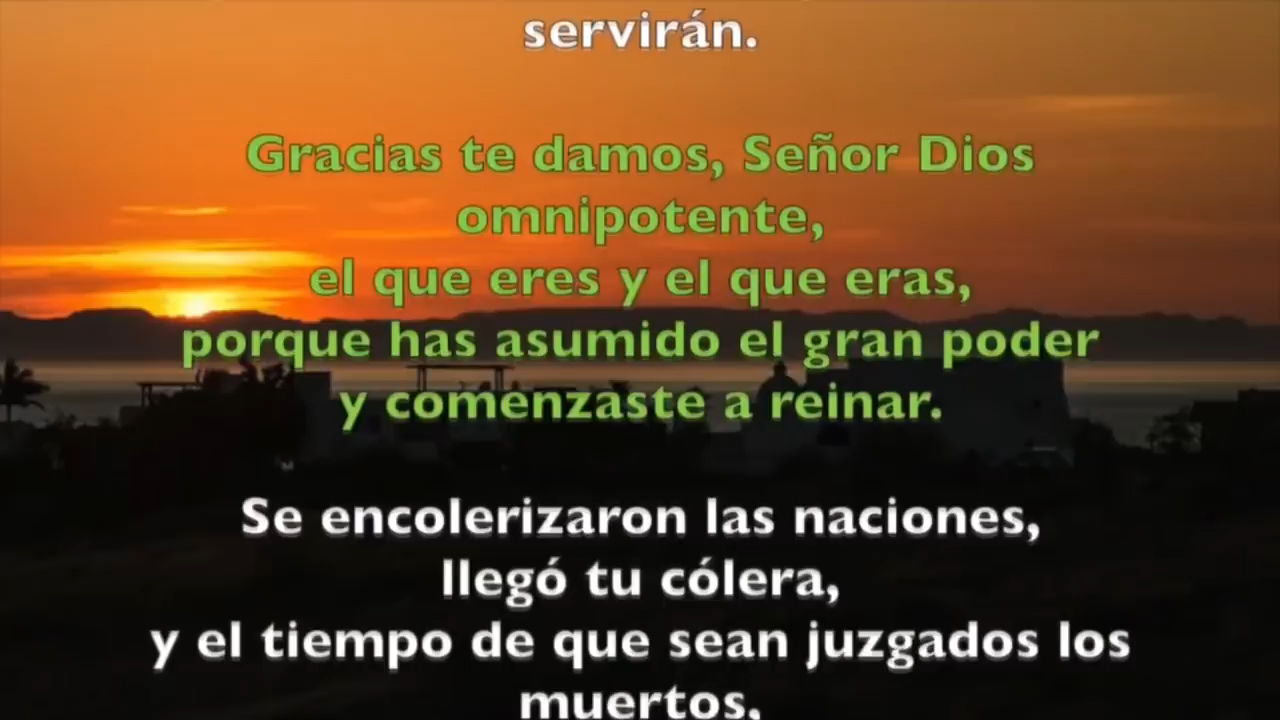 servirán.
Gracias te damos, Señor Dios
omnipotente,
el que eres y el que eras,
porque has asumido el gran poder
y comenzaste a reinar.
Se encolerizaron las naciones,
llegó tu cólera,
y el tiempo de que sean juzgados los
muertos,